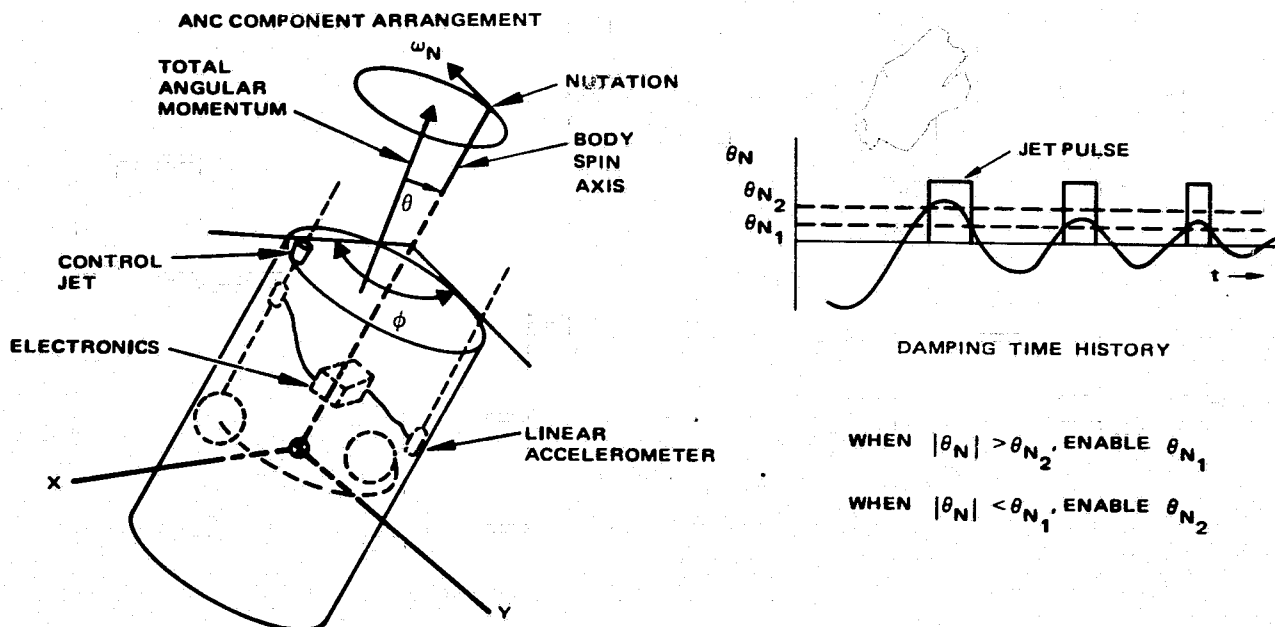 ANC COMPONENT ARRANGEMENT
ω_N
TOTAL
ANGULAR
MOMENTUM
NUTATION
BODY
SPIN
AXIS
θ
CONTROL
JET
φ
ELECTRONICS
LINEAR
ACCELEROMETER
X
Y
θ_N
JET PULSE
θ_N2
θ_N1
t
DAMPING TIME HISTORY
WHEN |θ_N| > θ_N2, ENABLE θ_N1
WHEN |θ_N| < θ_N1, ENABLE θ_N2